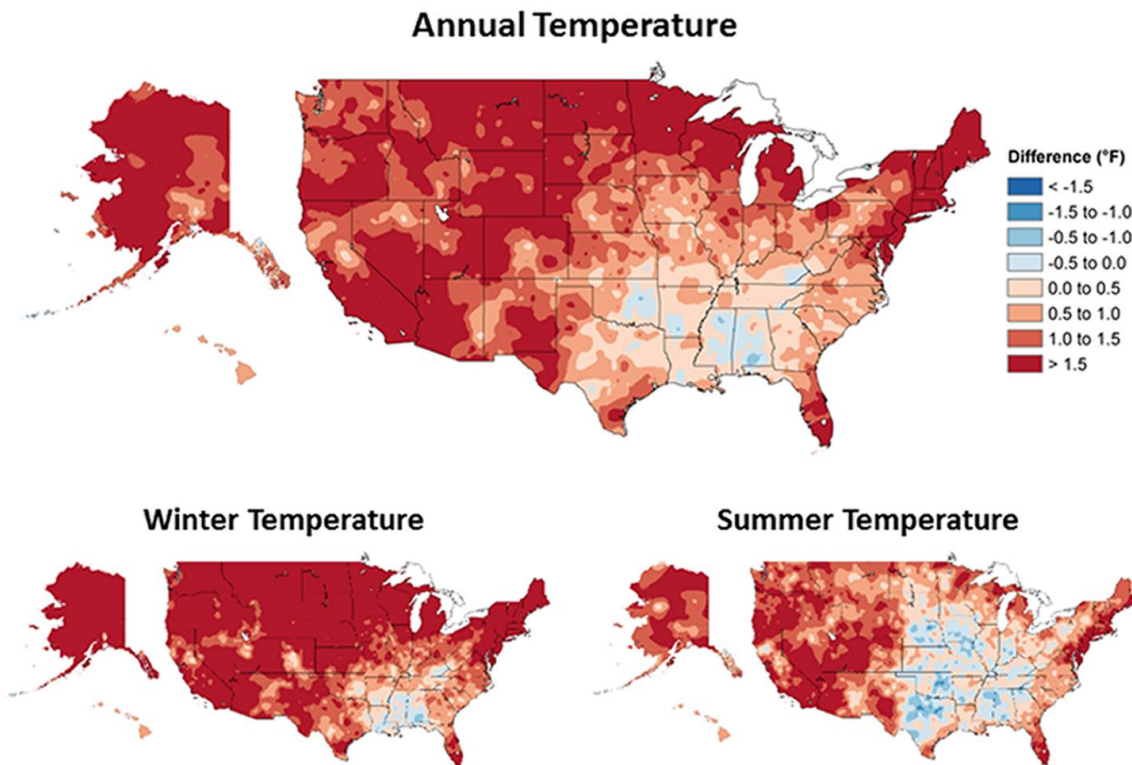 Annual Temperature
Difference (°F)
< -1.5
-1.5 to -1.0
-0.5 to -1.0
-0.5 to 0.0
0.0 to 0.5
0.5 to 1.0
1.0 to 1.5
> 1.5
Winter Temperature
Summer Temperature